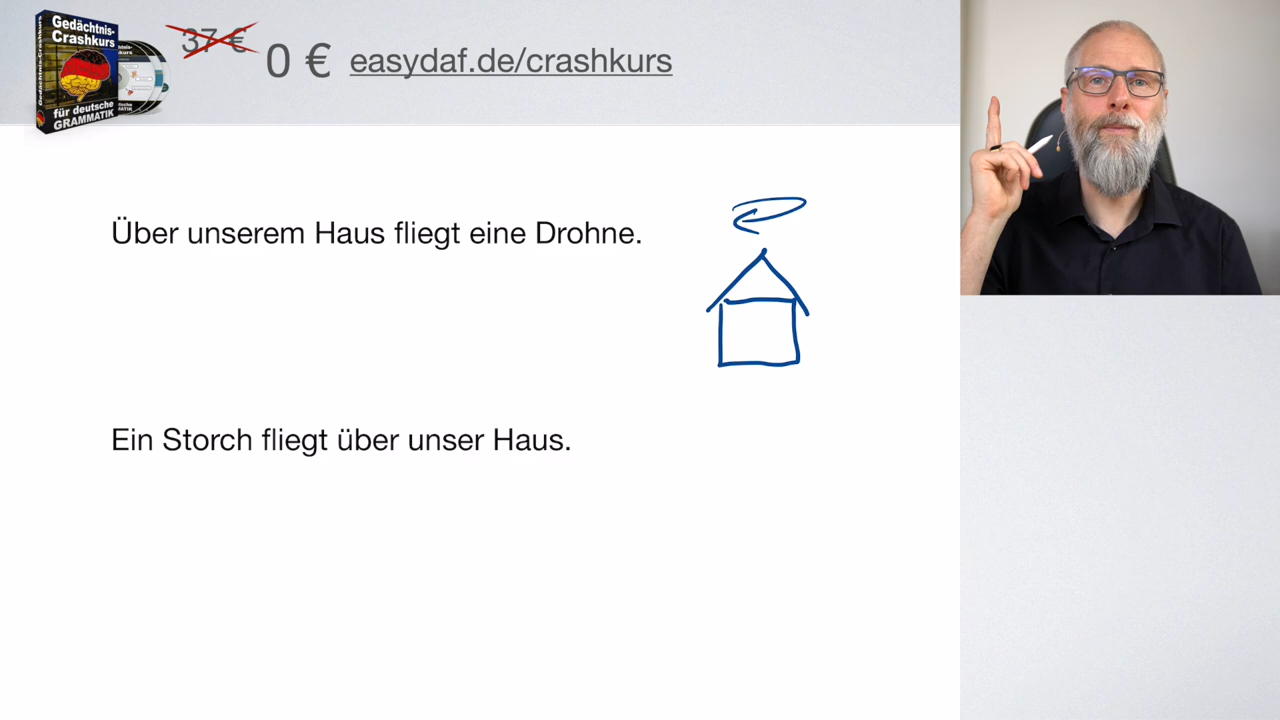 Gedächtnis-
Crashkurs
für deutsche
GRAMMATIK
37 €
0 €
easydaf.de/crashkurs
Über unserem Haus fliegt eine Drohne.
Ein Storch fliegt über unser Haus.